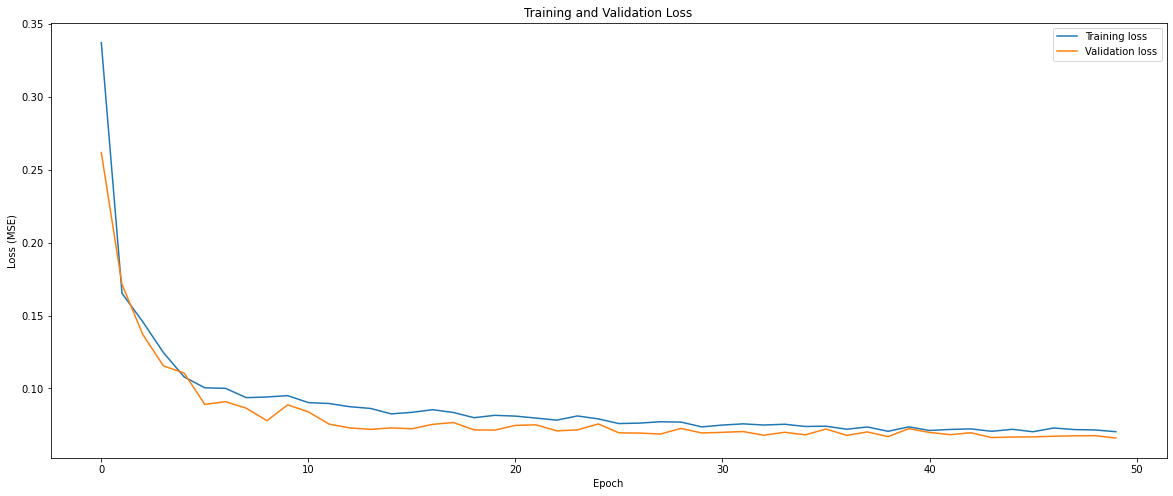 Training and Validation Loss
Training loss
Validation loss
Loss (MSE)
0.35
0.30
0.25
0.20
0.15
0.10
0
10
20
30
40
50
Epoch